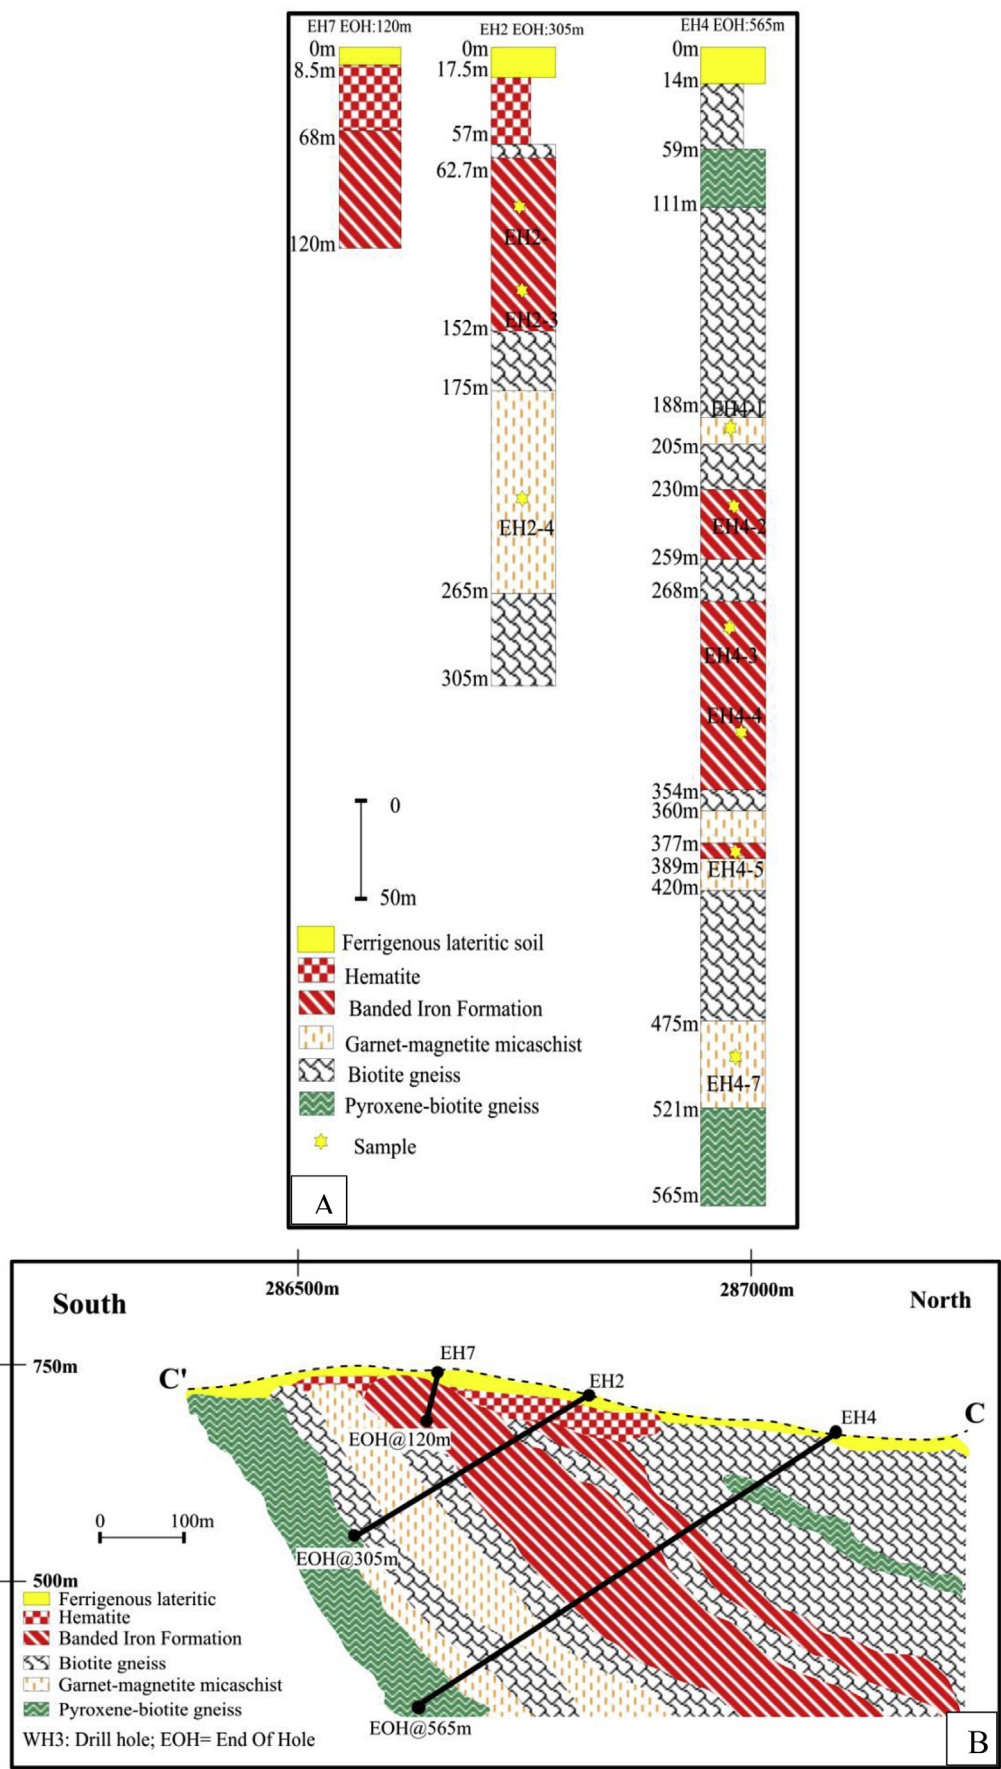 EH7 EOH:120m
EH2 EOH:305m
EH4 EOH:565m
0m
8.5m
68m
120m
0m
17.5m
57m
62.7m
EH2-
EH2-3
152m
175m
EH2-4
265m
305m
0m
14m
59m
111m
188m
EH4-1
205m
230m
EH4-2
259m
268m
EH4-3
EH4-4
354m
360m
377m
389m
EH4-5
420m
475m
EH4-7
521m
565m
0
50m
Ferrigenous lateritic soil
Hematite
Banded Iron Formation
Garnet-magnetite micaschist
Biotite gneiss
Pyroxene-biotite gneiss
Sample
A
286500m
287000m
South
North
750m
C'
EH7
EH2
EH4
C
EOH@120m
0
100m
EOH@305m
500m
Ferrigenous lateritic
Hematite
Banded Iron Formation
Biotite gneiss
Garnet-magnetite micaschist
Pyroxene-biotite gneiss
EOH@565m
WH3: Drill hole; EOH= End Of Hole
B